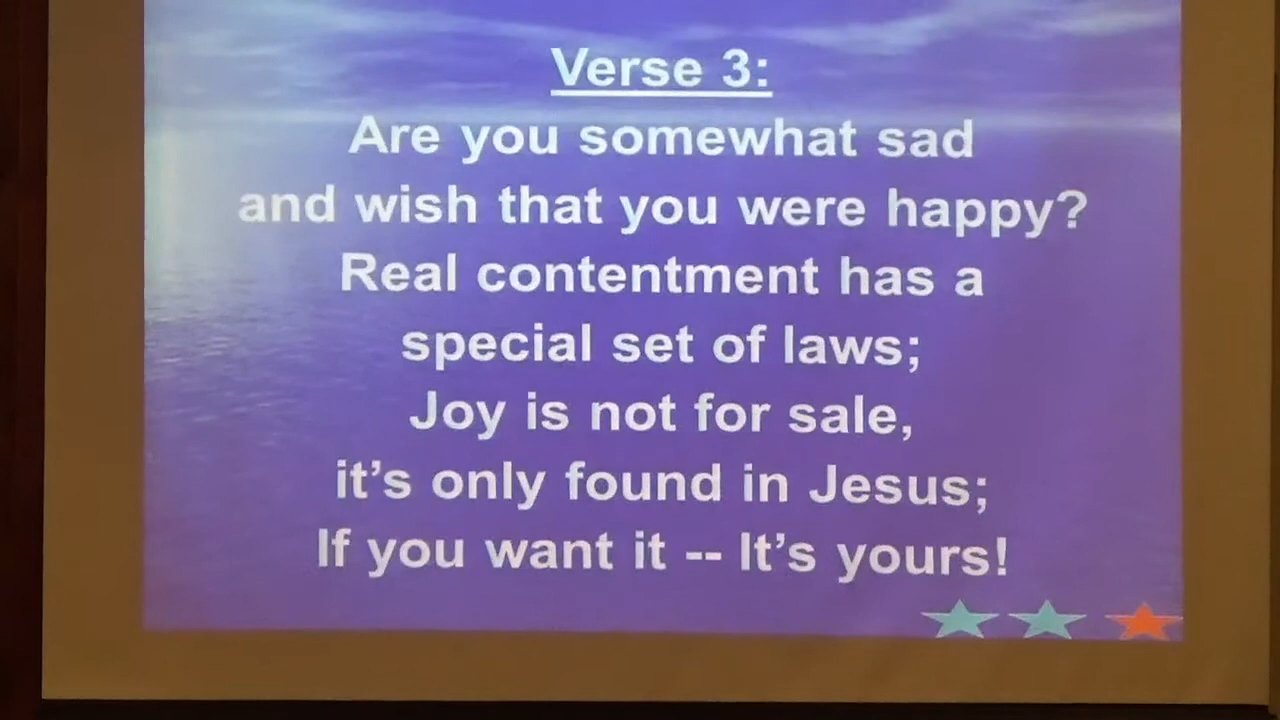 Verse 3:
Are you somewhat sad
and wish that you were happy?
Real contentment has a
special set of laws;
Joy is not for sale,
it’s only found in Jesus;
If you want it -- It’s yours!